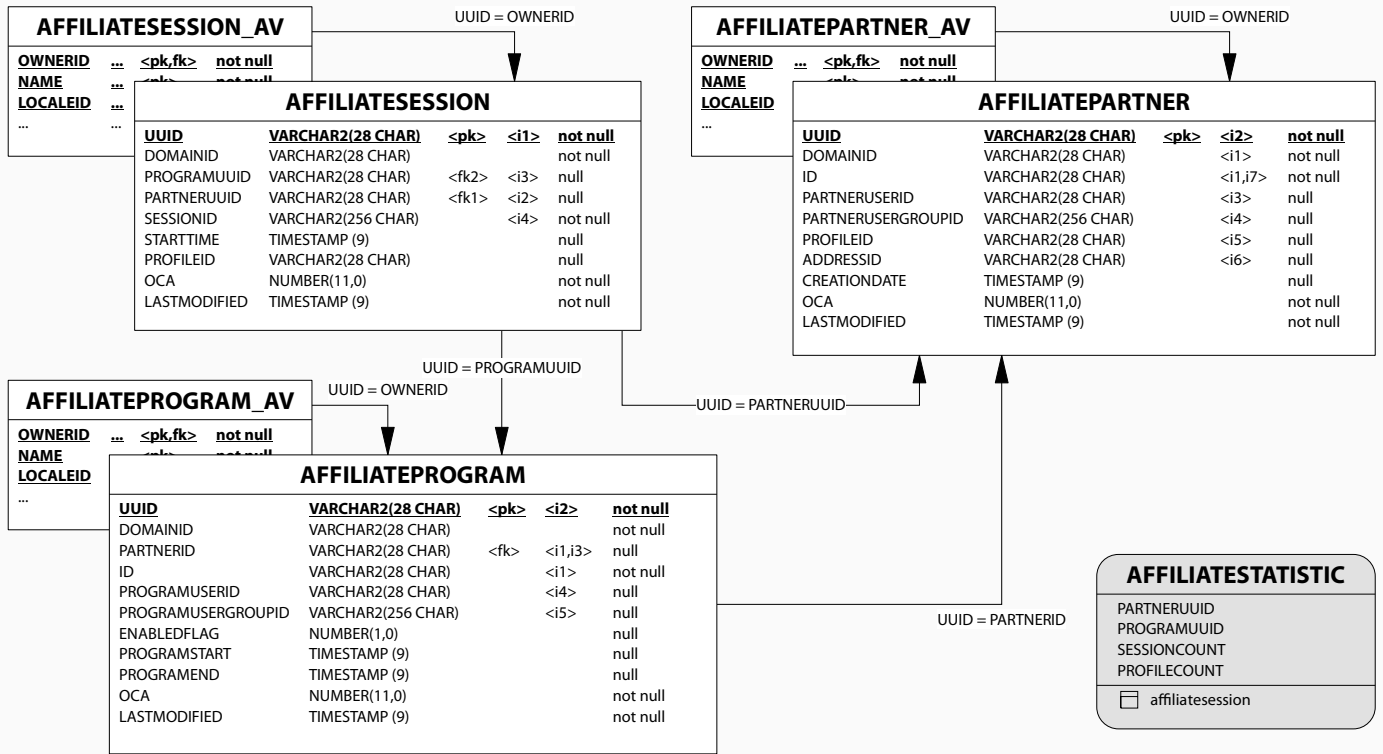 AFFILIATESESSION_AV
OWNERID ... <pk,fk> not null
NAME
LOCALEID ...
... ...
UUID = OWNERID
AFFILIATESESSION
UUID VARCHAR2(28 CHAR) <pk> <i1> not null
DOMAINID VARCHAR2(28 CHAR) not null
PROGRAMUUID VARCHAR2(28 CHAR) <fk2> <i3> null
PARTNERUUID VARCHAR2(28 CHAR) <fk1> <i2> null
SESSIONID VARCHAR2(256 CHAR) <i4> not null
STARTTIME TIMESTAMP (9) null
PROFILEID VARCHAR2(28 CHAR) null
OCA NUMBER(11,0) not null
LASTMODIFIED TIMESTAMP (9) not null
AFFILIATEPARTNER_AV
OWNERID ... <pk,fk> not null
NAME
LOCALEID
...
UUID = OWNERID
AFFILIATEPARTNER
UUID VARCHAR2(28 CHAR) <pk> <i2> not null
DOMAINID VARCHAR2(28 CHAR) <i1> not null
ID VARCHAR2(28 CHAR) <i1,i7> not null
PARTNERUSERID VARCHAR2(28 CHAR) <i3> null
PARTNERUSERGROUPID VARCHAR2(256 CHAR) <i4> null
PROFILEID VARCHAR2(28 CHAR) <i5> null
ADDRESSID VARCHAR2(28 CHAR) <i6> null
CREATIONDATE TIMESTAMP (9) null
OCA NUMBER(11,0) not null
LASTMODIFIED TIMESTAMP (9) not null
UUID = PROGRAMUUID
UUID = PARTNERUUID
AFFILIATEPROGRAM_AV
OWNERID ... <pk,fk> not null
NAME
LOCALEID
...
UUID = OWNERID
AFFILIATEPROGRAM
UUID VARCHAR2(28 CHAR) <pk> <i2> not null
DOMAINID VARCHAR2(28 CHAR) not null
PARTNERID VARCHAR2(28 CHAR) <fk> <i1,i3> null
ID VARCHAR2(28 CHAR) <i1> not null
PROGRAMUSERID VARCHAR2(28 CHAR) <i4> null
PROGRAMUSERGROUPID VARCHAR2(256 CHAR) <i5> null
ENABLEDFLAG NUMBER(1,0) null
PROGRAMSTART TIMESTAMP (9) null
PROGRAMEND TIMESTAMP (9) null
OCA NUMBER(11,0) not null
LASTMODIFIED TIMESTAMP (9) not null
UUID = PARTNERID
AFFILIATESTATISTIC
PARTNERUUID
PROGRAMUUID
SESSIONCOUNT
PROFILECOUNT
affiliatesession